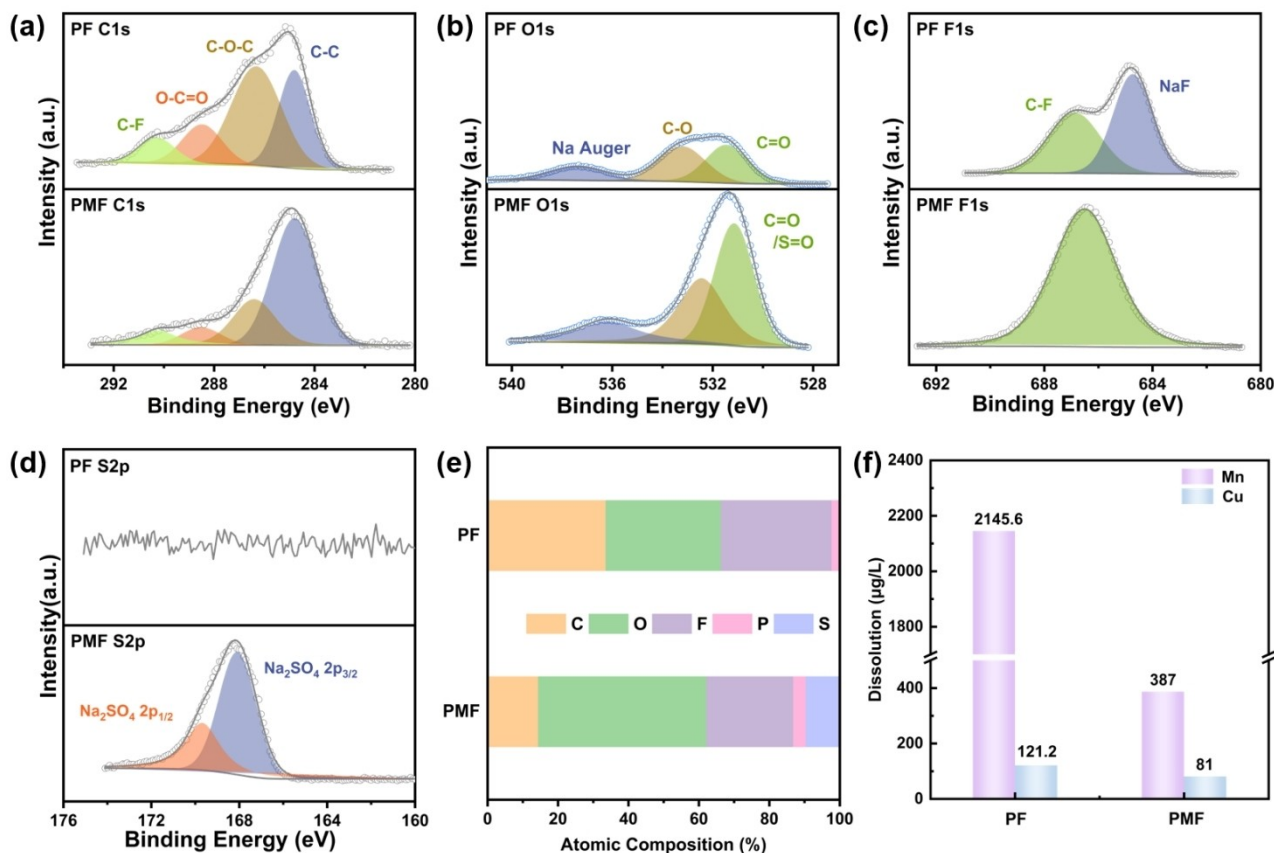 (a)
PF C1s
C-O-C
C-C
O-C=O
C-F
PMF C1s
Intensity (a.u.)
292 288 284 280
Binding Energy (eV)
(b)
PF O1s
Na Auger
C-O
C=O
PMF O1s
C=O
/S=O
Intensity (a.u.)
540 536 532 528
Binding Energy (eV)
(c)
PF F1s
C-F
NaF
PMF F1s
Intensity (a.u.)
692 688 684 680
Binding Energy (eV)
(d)
PF S2p
PMF S2p
Na₂SO₄ 2p₃/₂
Na₂SO₄ 2p₁/₂
Intensity(a.u.)
176 172 168 164 160
Binding Energy (eV)
(e)
PF
C O F P S
PMF
0 20 40 60 80 100
Atomic Composition (%)
(f)
2400
2200
2000
1800
400
200
0
Dissolution (µg/L)
Mn
Cu
2145.6
121.2
387
81
PF PMF